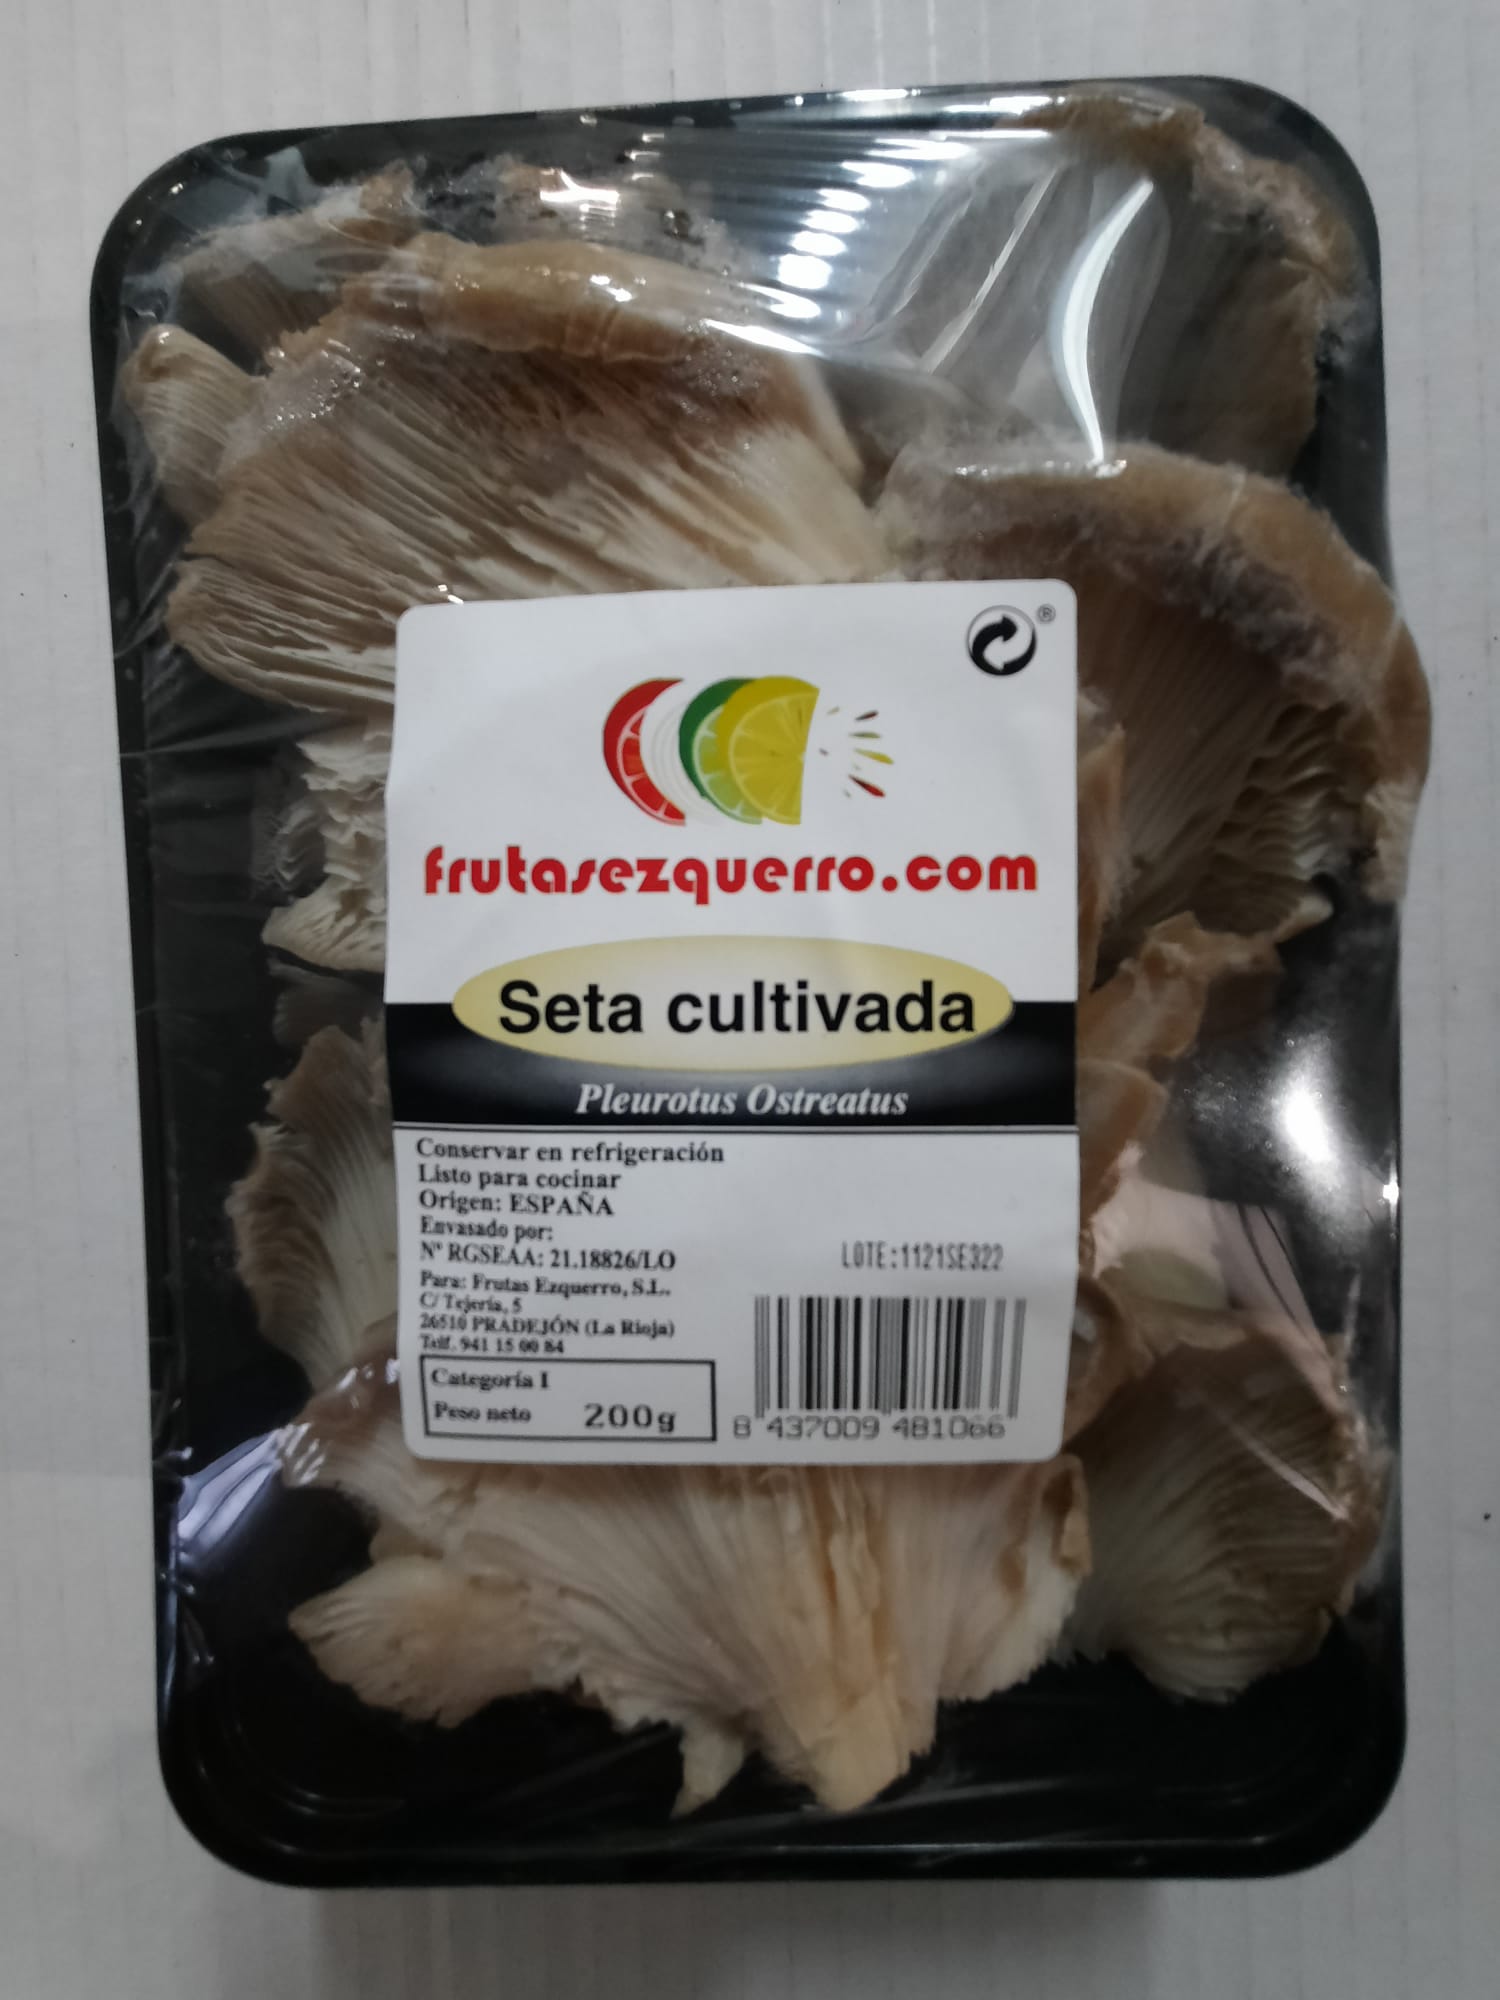 ®
frutasezquerro.com
Seta cultivada
Pleurotus Ostreatus
Conservar en refrigeración
Listo para cocinar
Origen: ESPAÑA
Envasado por:
Nº RGSEAA: 21.18826/LO
Para: Frutas Ezquerro, S.L.
C/ Tejería, 5
26510 PRADEJÓN (La Rioja)
Telf. 941 15 00 84
Categoría I
Peso neto 200g
LOTE:1121SE322
8 437009 481066